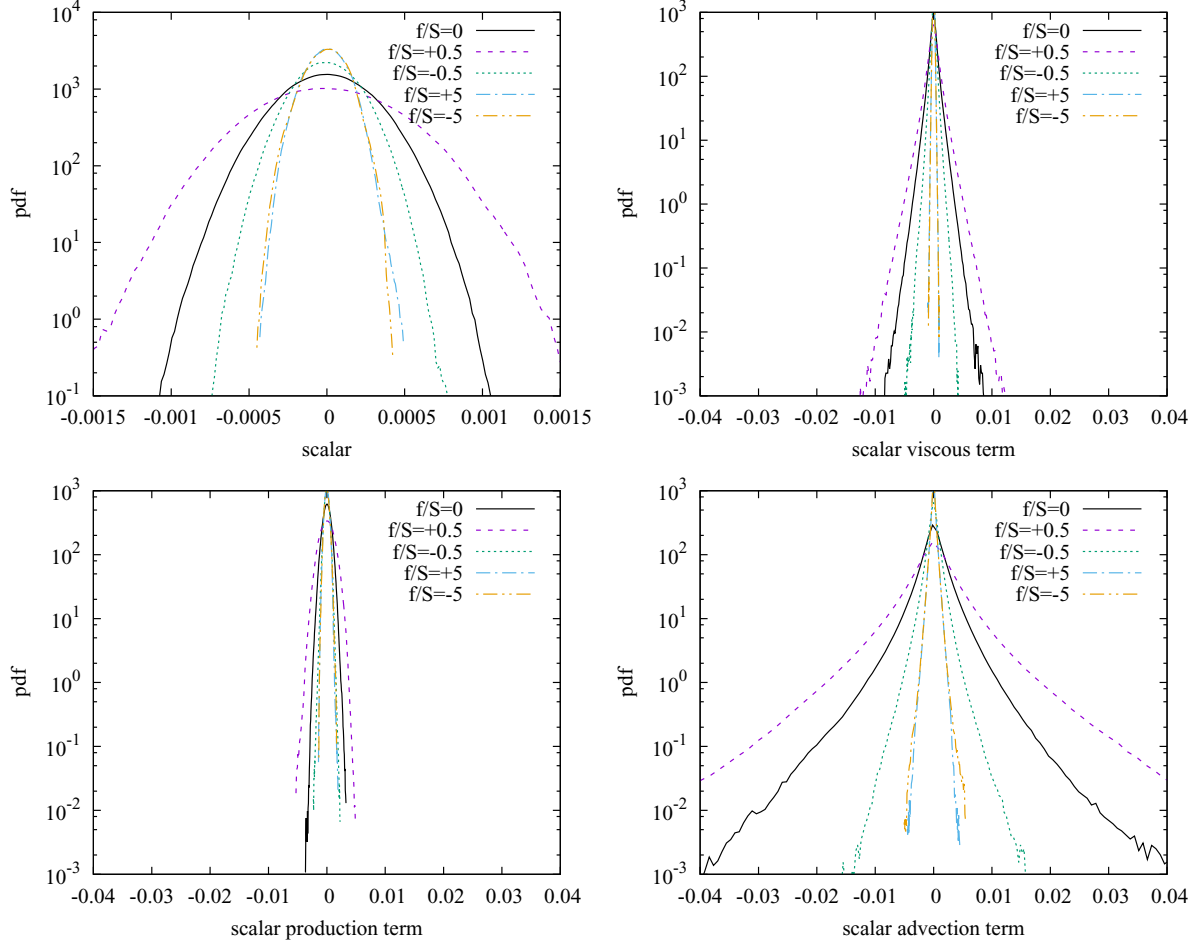 10^4
10^3
10^2
10^1
10^0
10^-1
pdf
f/S=0
f/S=+0.5
f/S=-0.5
f/S=+5
f/S=-5
-0.0015 -0.001 -0.0005 0 0.0005 0.001 0.0015
scalar
10^3
10^2
10^1
10^0
10^-1
10^-2
10^-3
pdf
f/S=0
f/S=+0.5
f/S=-0.5
f/S=+5
f/S=-5
-0.04 -0.03 -0.02 -0.01 0 0.01 0.02 0.03 0.04
scalar viscous term
10^3
10^2
10^1
10^0
10^-1
10^-2
10^-3
pdf
f/S=0
f/S=+0.5
f/S=-0.5
f/S=+5
f/S=-5
-0.04 -0.03 -0.02 -0.01 0 0.01 0.02 0.03 0.04
scalar production term
10^3
10^2
10^1
10^0
10^-1
10^-2
10^-3
pdf
f/S=0
f/S=+0.5
f/S=-0.5
f/S=+5
f/S=-5
-0.04 -0.03 -0.02 -0.01 0 0.01 0.02 0.03 0.04
scalar advection term